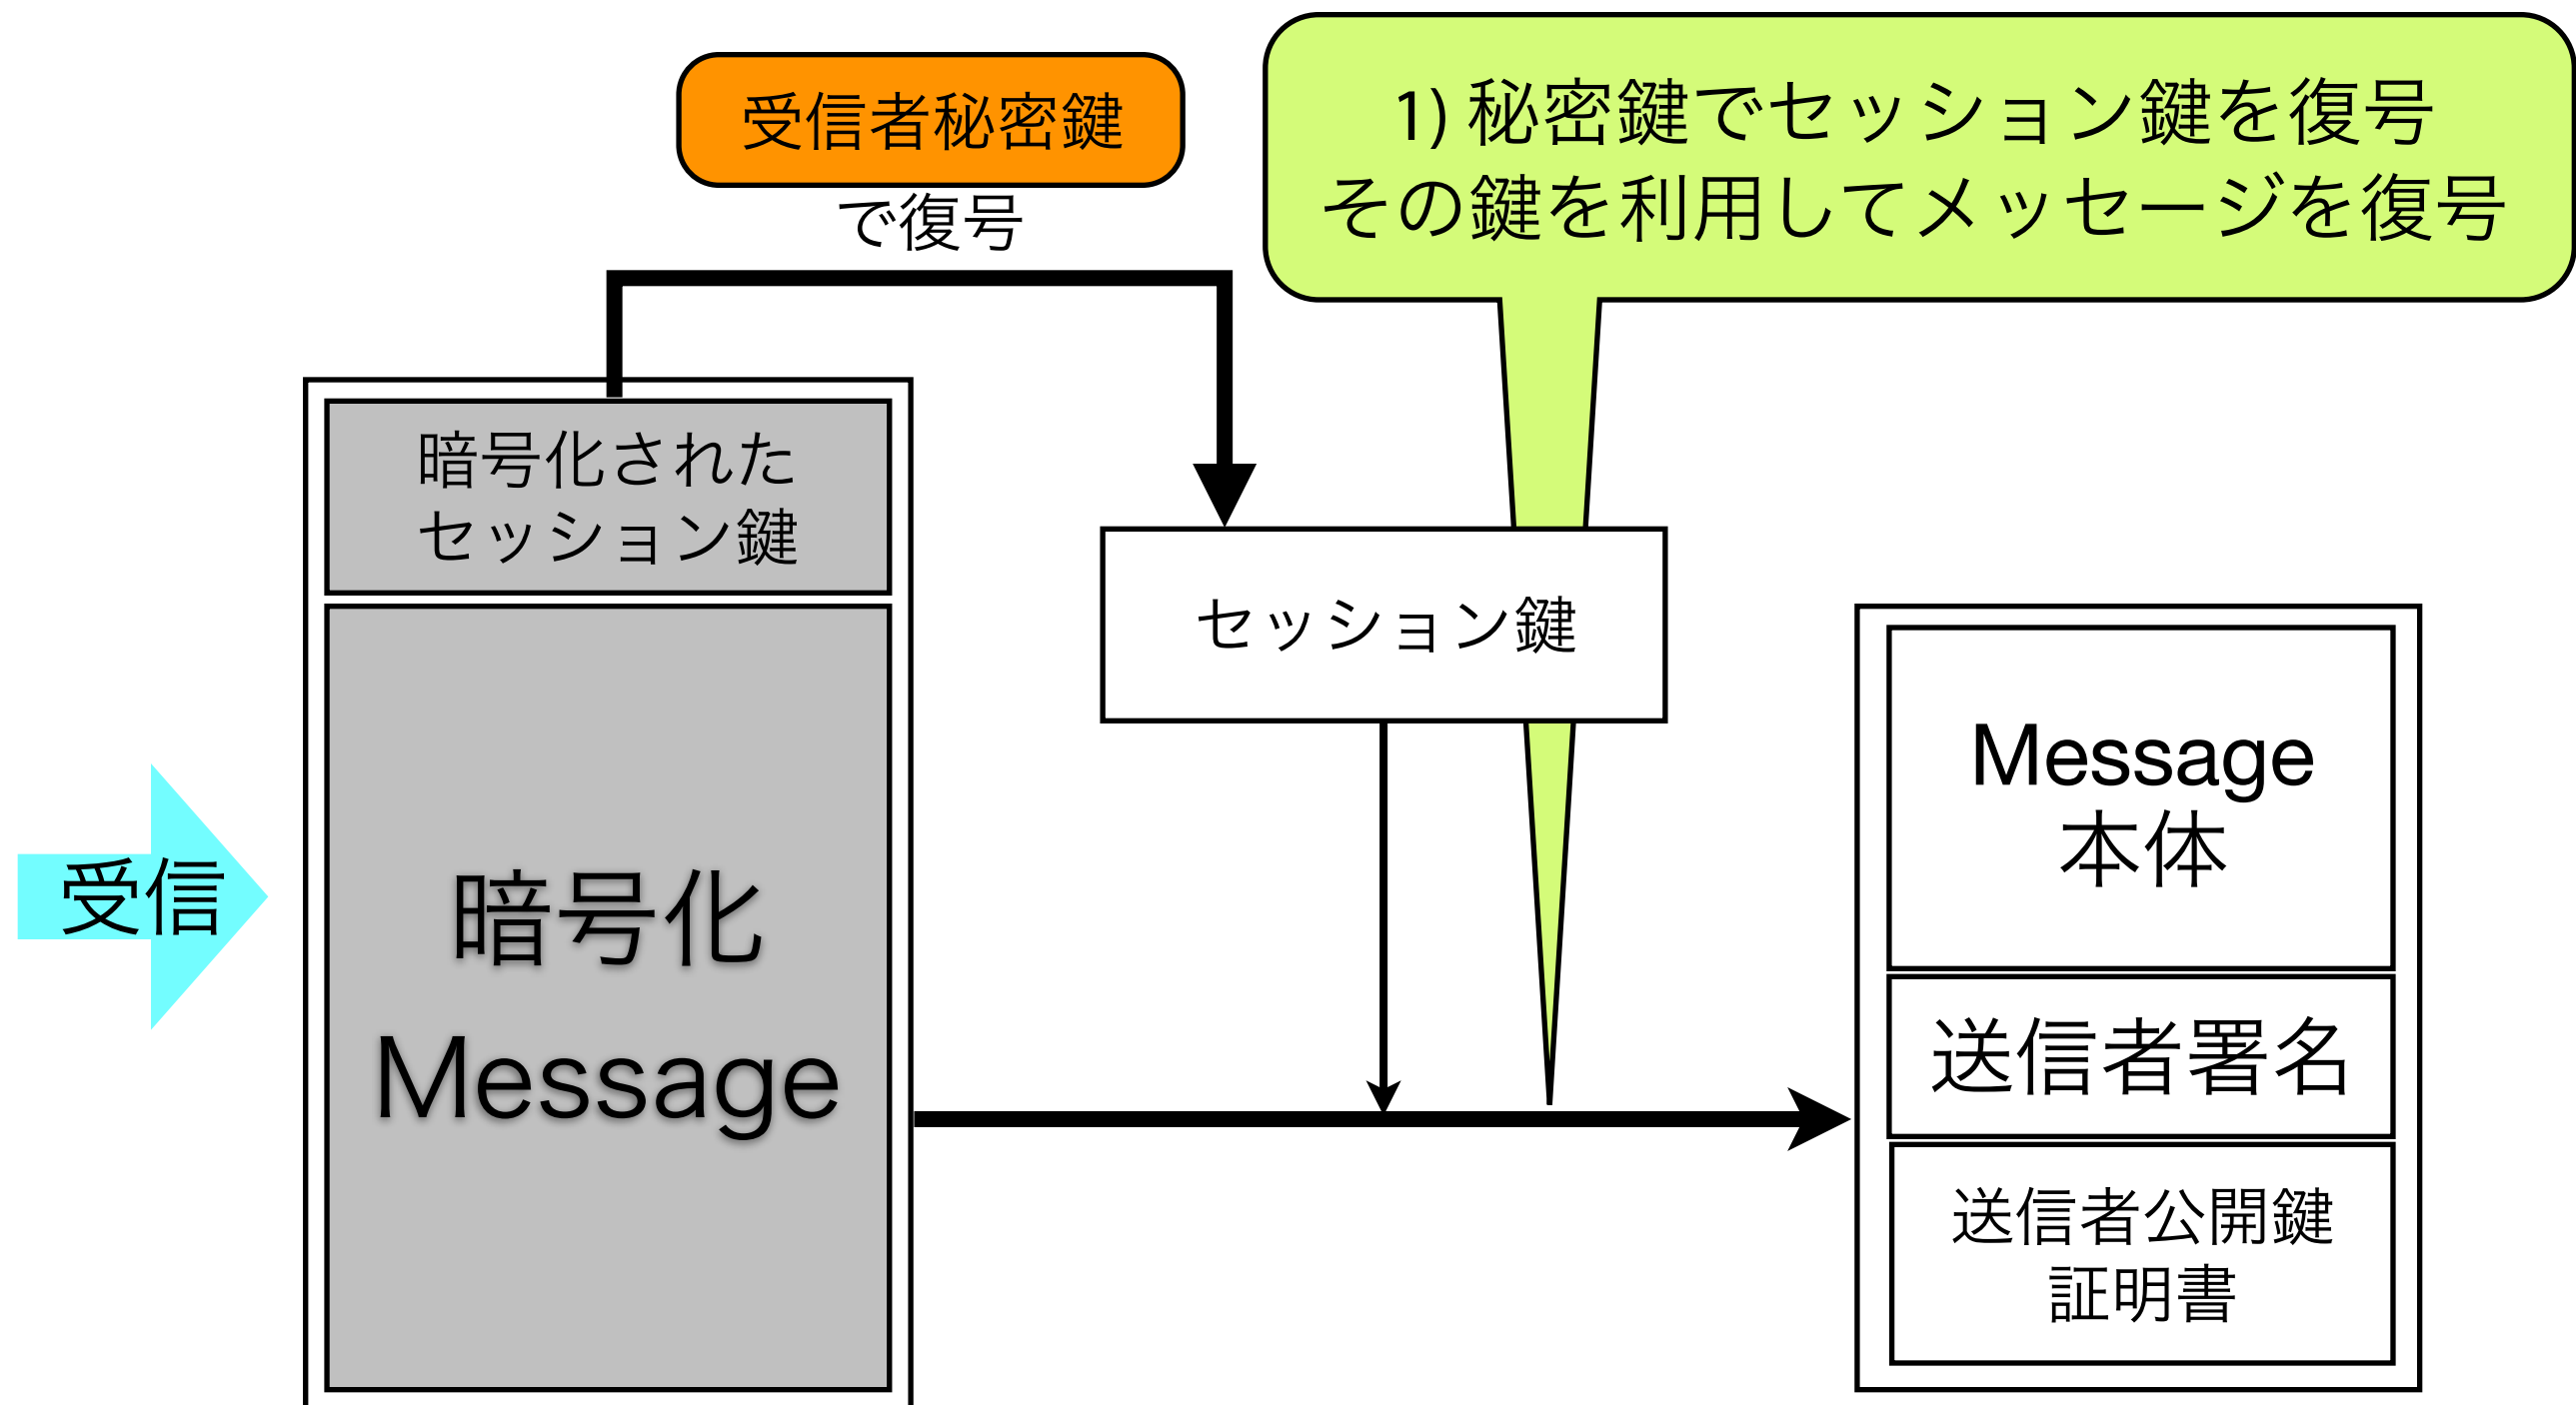 受信者秘密鍵
で復号
1) 秘密鍵でセッション鍵を復号
その鍵を利用してメッセージを復号
暗号化された
セッション鍵
セッション鍵
受信
暗号化
Message
Message
本体
送信者署名
送信者公開鍵
証明書